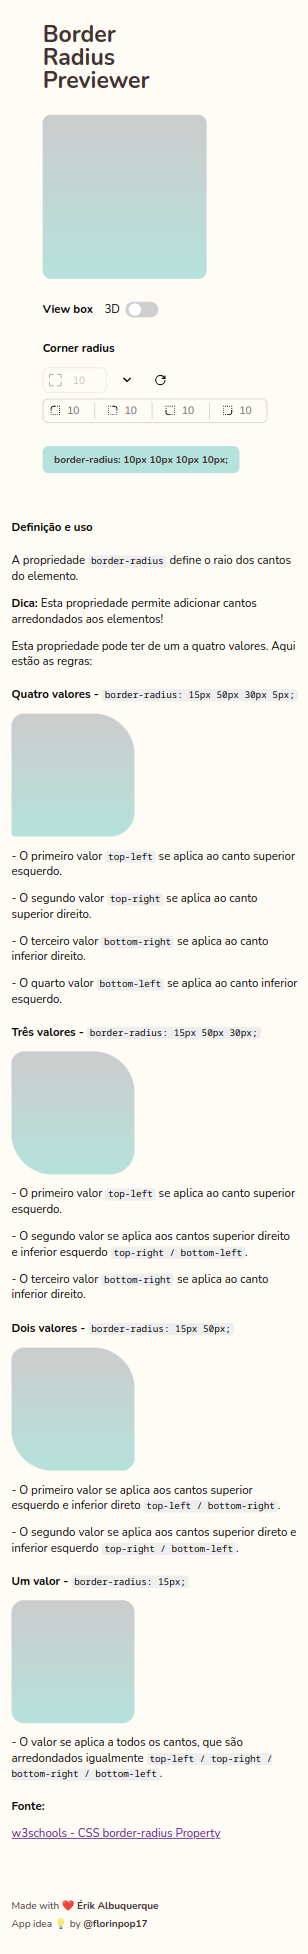 Border
Radius
Previewer
View box 3D
Corner radius
10
10 10 10 10
border-radius: 10px 10px 10px 10px;
Definição e uso
A propriedade border-radius define o raio dos cantos
do elemento.
Dica: Esta propriedade permite adicionar cantos
arredondados aos elementos!
Esta propriedade pode ter de um a quatro valores. Aqui
estão as regras:
Quatro valores - border-radius: 15px 50px 30px 5px;
- O primeiro valor top-left se aplica ao canto superior
esquerdo.
- O segundo valor top-right se aplica ao canto
superior direito.
- O terceiro valor bottom-right se aplica ao canto
inferior direito.
- O quarto valor bottom-left se aplica ao canto inferior
esquerdo.
Três valores - border-radius: 15px 50px 30px;
- O primeiro valor top-left se aplica ao canto superior
esquerdo.
- O segundo valor se aplica aos cantos superior direito
e inferior esquerdo top-right / bottom-left.
- O terceiro valor bottom-right se aplica ao canto
inferior direito.
Dois valores - border-radius: 15px 50px;
- O primeiro valor se aplica aos cantos superior
esquerdo e inferior direto top-left / bottom-right.
- O segundo valor se aplica aos cantos superior direto e
inferior esquerdo top-right / bottom-left.
Um valor - border-radius: 15px;
- O valor se aplica a todos os cantos, que são
arredondados igualmente top-left / top-right /
bottom-right / bottom-left.
Fonte:
w3schools - CSS border-radius Property
Made with ❤️ Érik Albuquerque
App idea 💡 by @florinpop17